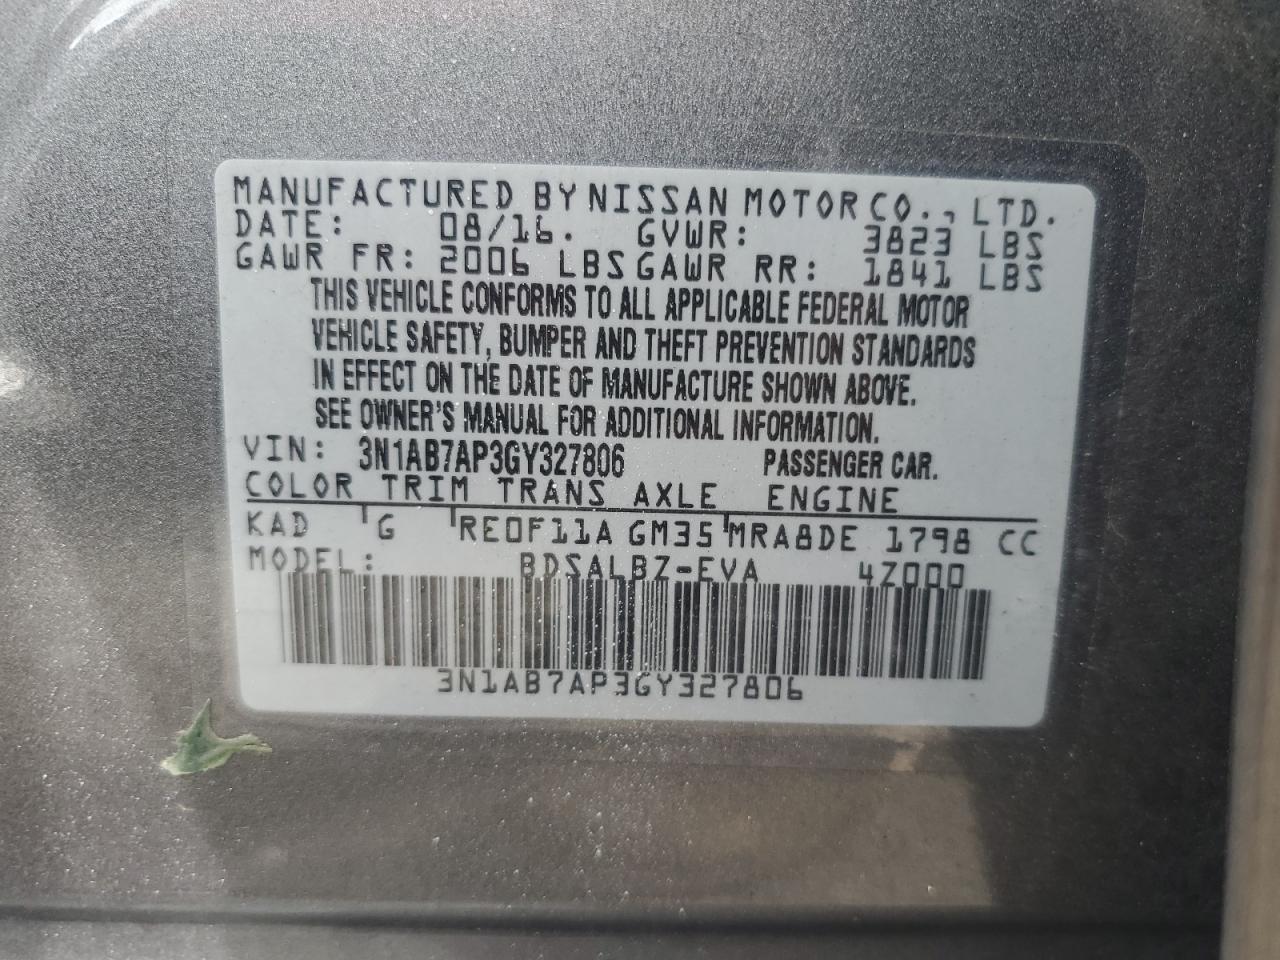 MANUFACTURED BY NISSAN MOTOR CO., LTD.
DATE: 08/16. GVWR: 3823 LBS
GAWR FR: 2006 LBS GAWR RR: 1841 LBS
THIS VEHICLE CONFORMS TO ALL APPLICABLE FEDERAL MOTOR
VEHICLE SAFETY, BUMPER AND THEFT PREVENTION STANDARDS
IN EFFECT ON THE DATE OF MANUFACTURE SHOWN ABOVE.
SEE OWNER'S MANUAL FOR ADDITIONAL INFORMATION.
VIN: 3N1AB7AP3GY327806 PASSENGER CAR.
COLOR TRIM TRANS AXLE ENGINE
KAD G RE0F11A GM35 MRA8DE 1798 CC
MODEL: BDSALBZ-EVA 4Z000
3N1AB7AP3GY327806